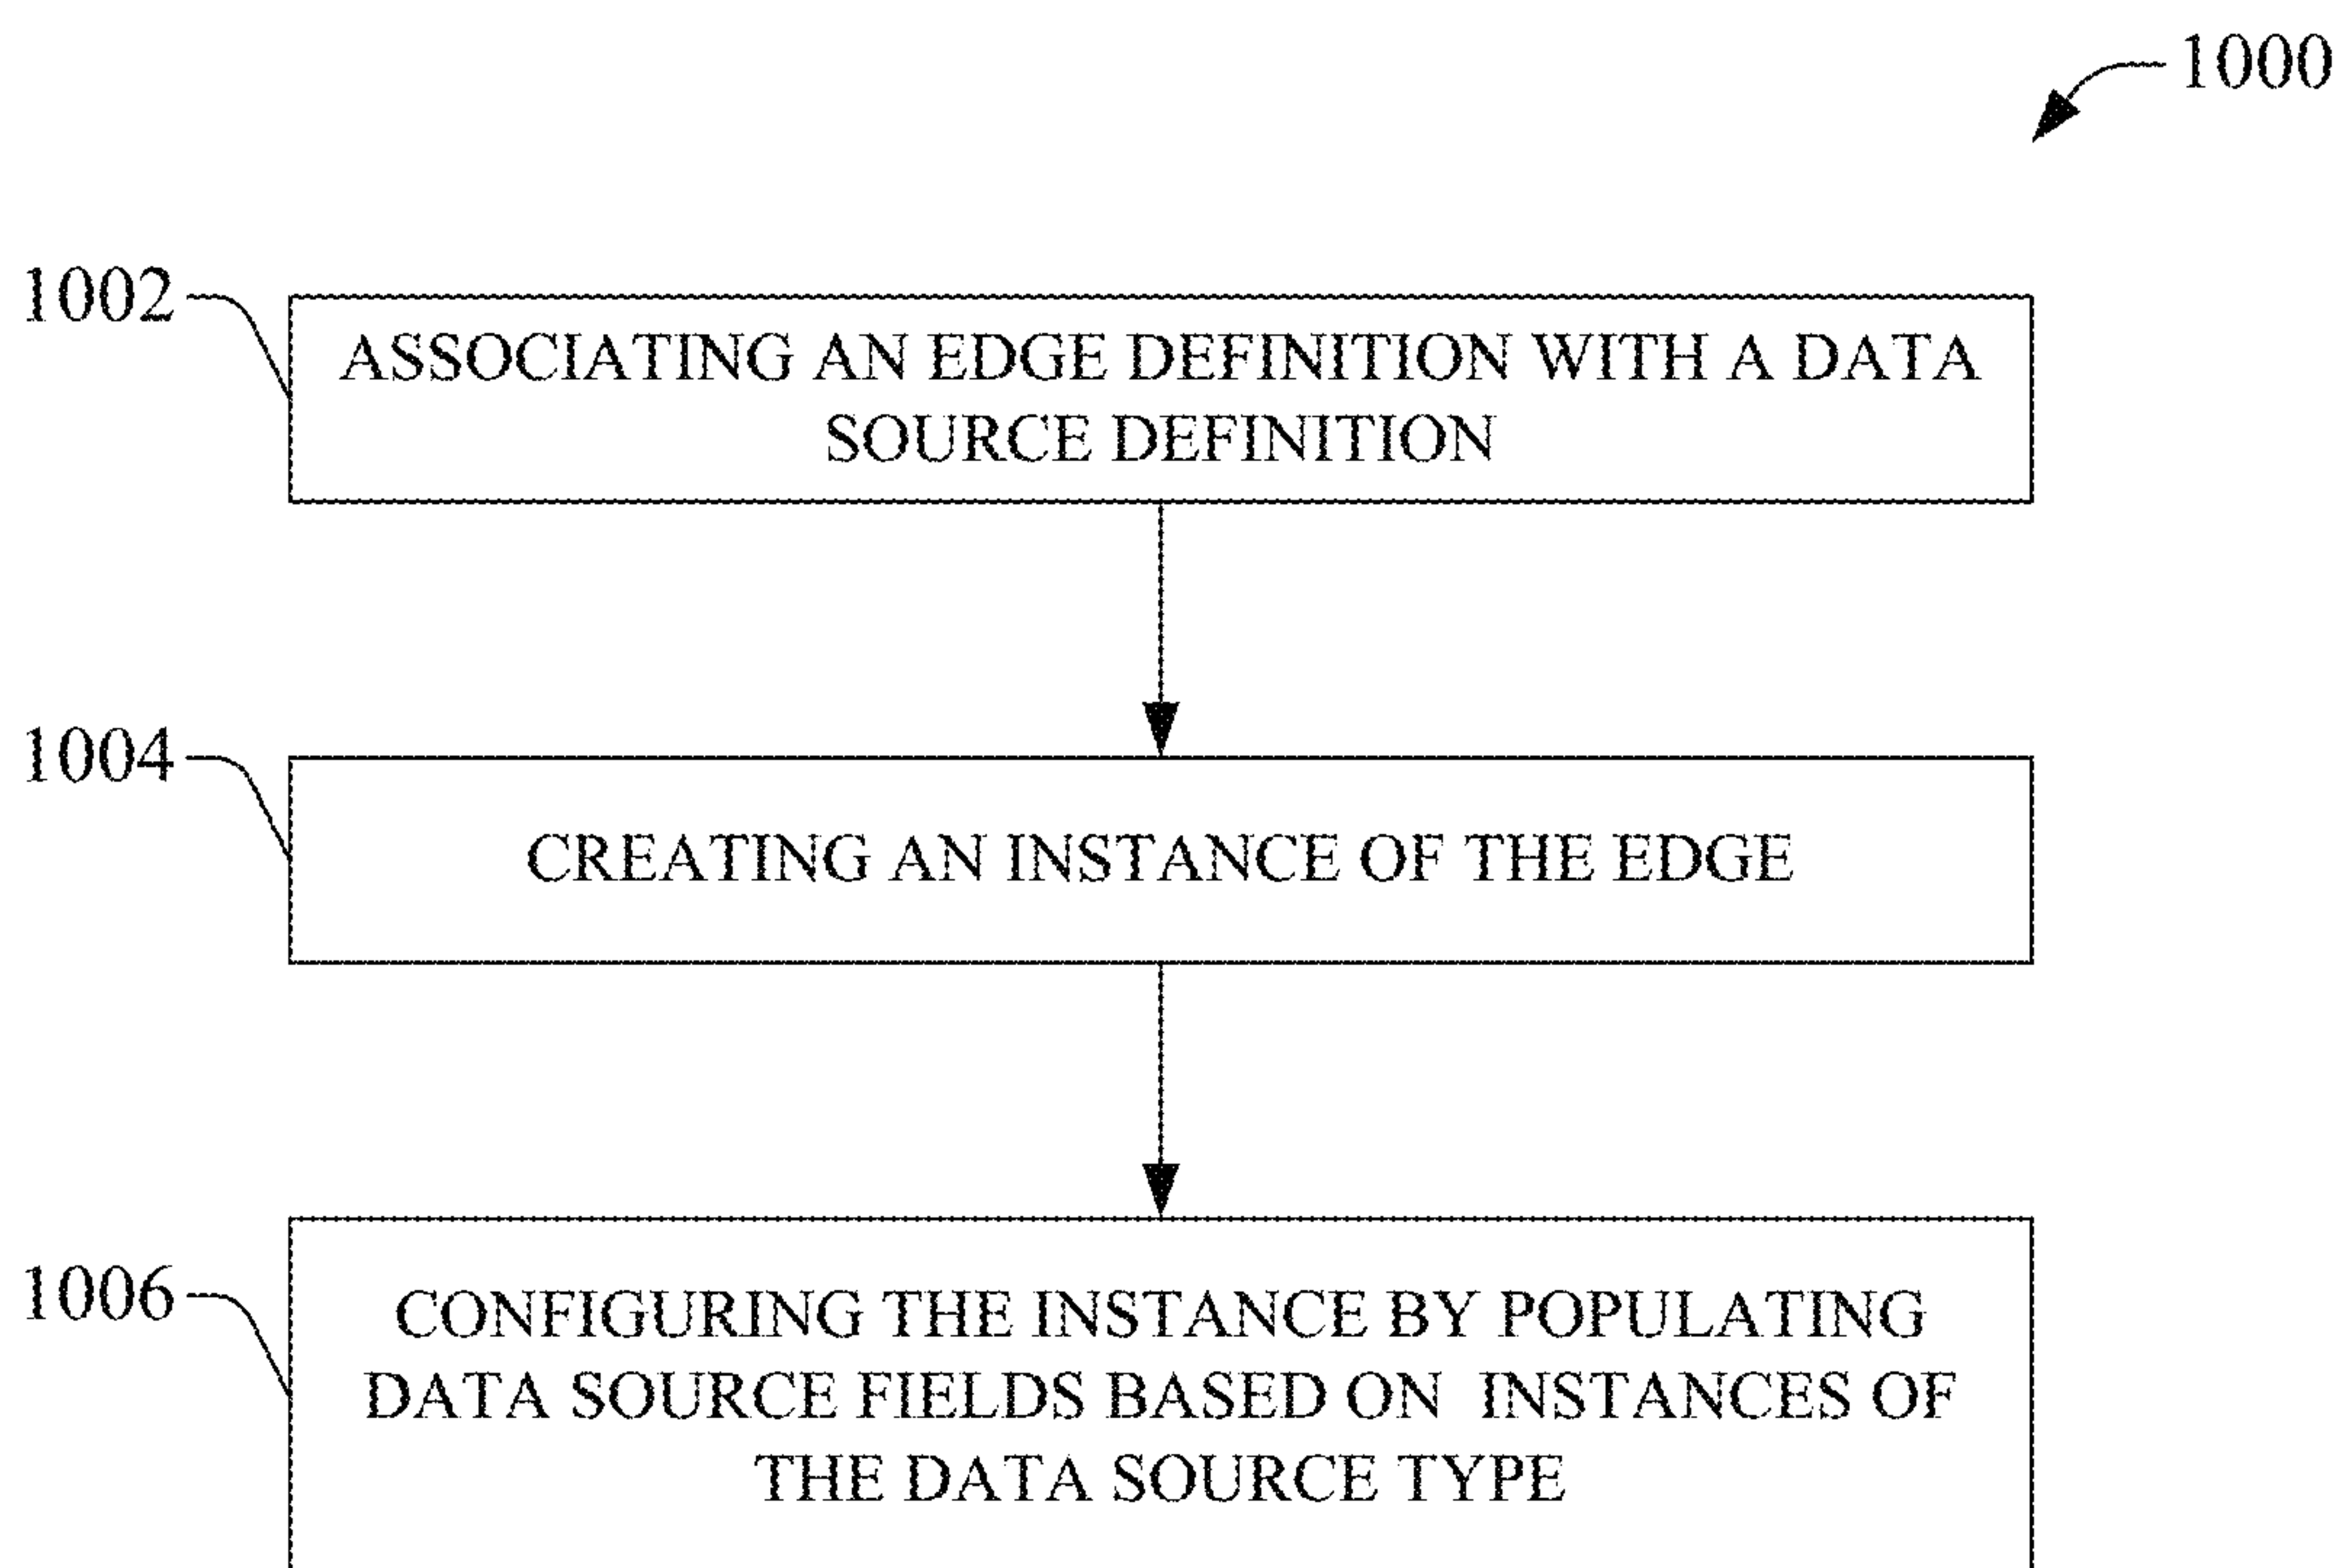 1000
1002
ASSOCIATING AN EDGE DEFINITION WITH A DATA
SOURCE DEFINITION
1004
CREATING AN INSTANCE OF THE EDGE
1006
CONFIGURING THE INSTANCE BY POPULATING
DATA SOURCE FIELDS BASED ON INSTANCES OF
THE DATA SOURCE TYPE